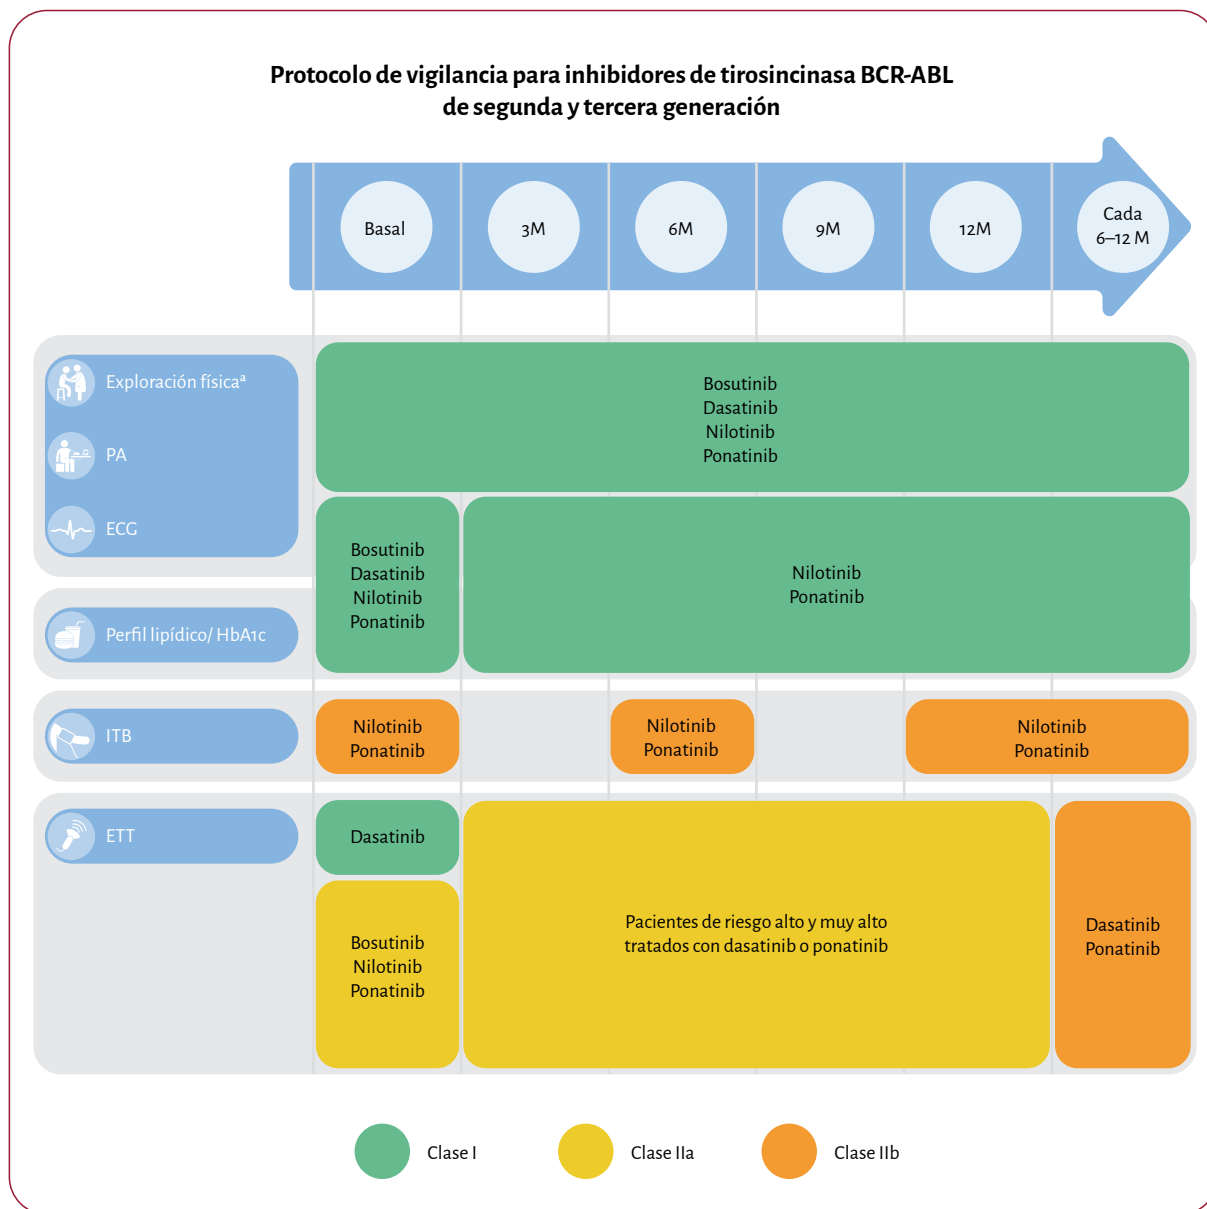 Protocolo de vigilancia para inhibidores de tirosincinasa BCR-ABL
de segunda y tercera generación
Basal
3M
6M
9M
12M
Cada
6–12 M
Exploración físicaª
PA
ECG
Bosutinib
Dasatinib
Nilotinib
Ponatinib
Bosutinib
Dasatinib
Nilotinib
Ponatinib
Nilotinib
Ponatinib
Perfil lipídico/ HbA1c
ITB
Nilotinib
Ponatinib
Nilotinib
Ponatinib
Nilotinib
Ponatinib
ETT
Dasatinib
Bosutinib
Nilotinib
Ponatinib
Pacientes de riesgo alto y muy alto
tratados con dasatinib o ponatinib
Dasatinib
Ponatinib
Clase I
Clase IIa
Clase IIb